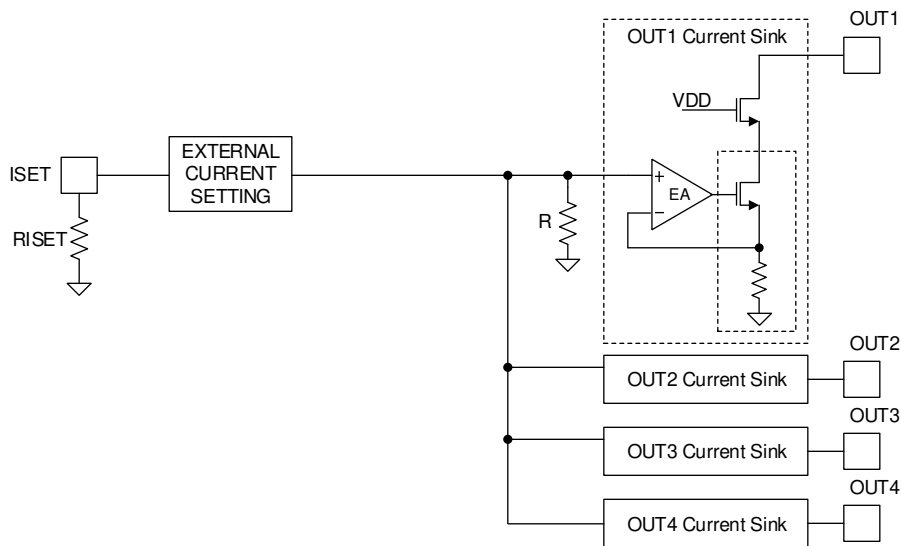 OUT1
OUT1 Current Sink
VDD
EXTERNAL
CURRENT
SETTING
ISET
+
EA
−
RISET
R
OUT2
OUT2 Current Sink
OUT3
OUT3 Current Sink
OUT4
OUT4 Current Sink